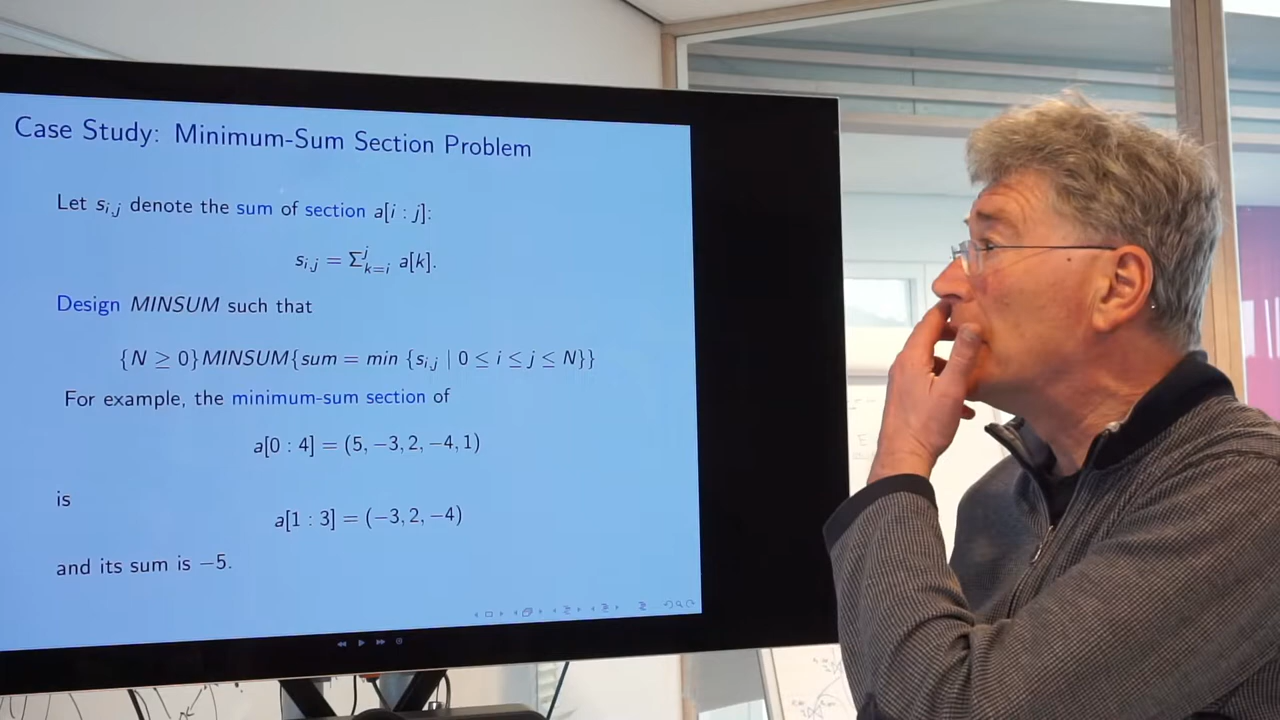 Case Study: Minimum-Sum Section Problem
Let s_{i,j} denote the sum of section a[i : j]:
s_{i,j} = Σ_{k=i}^{j} a[k].
Design MINSUM such that
{N ≥ 0}MINSUM{sum = min {s_{i,j} | 0 ≤ i ≤ j ≤ N}}
For example, the minimum-sum section of
a[0 : 4] = (5, −3, 2, −4, 1)
is
a[1 : 3] = (−3, 2, −4)
and its sum is −5.